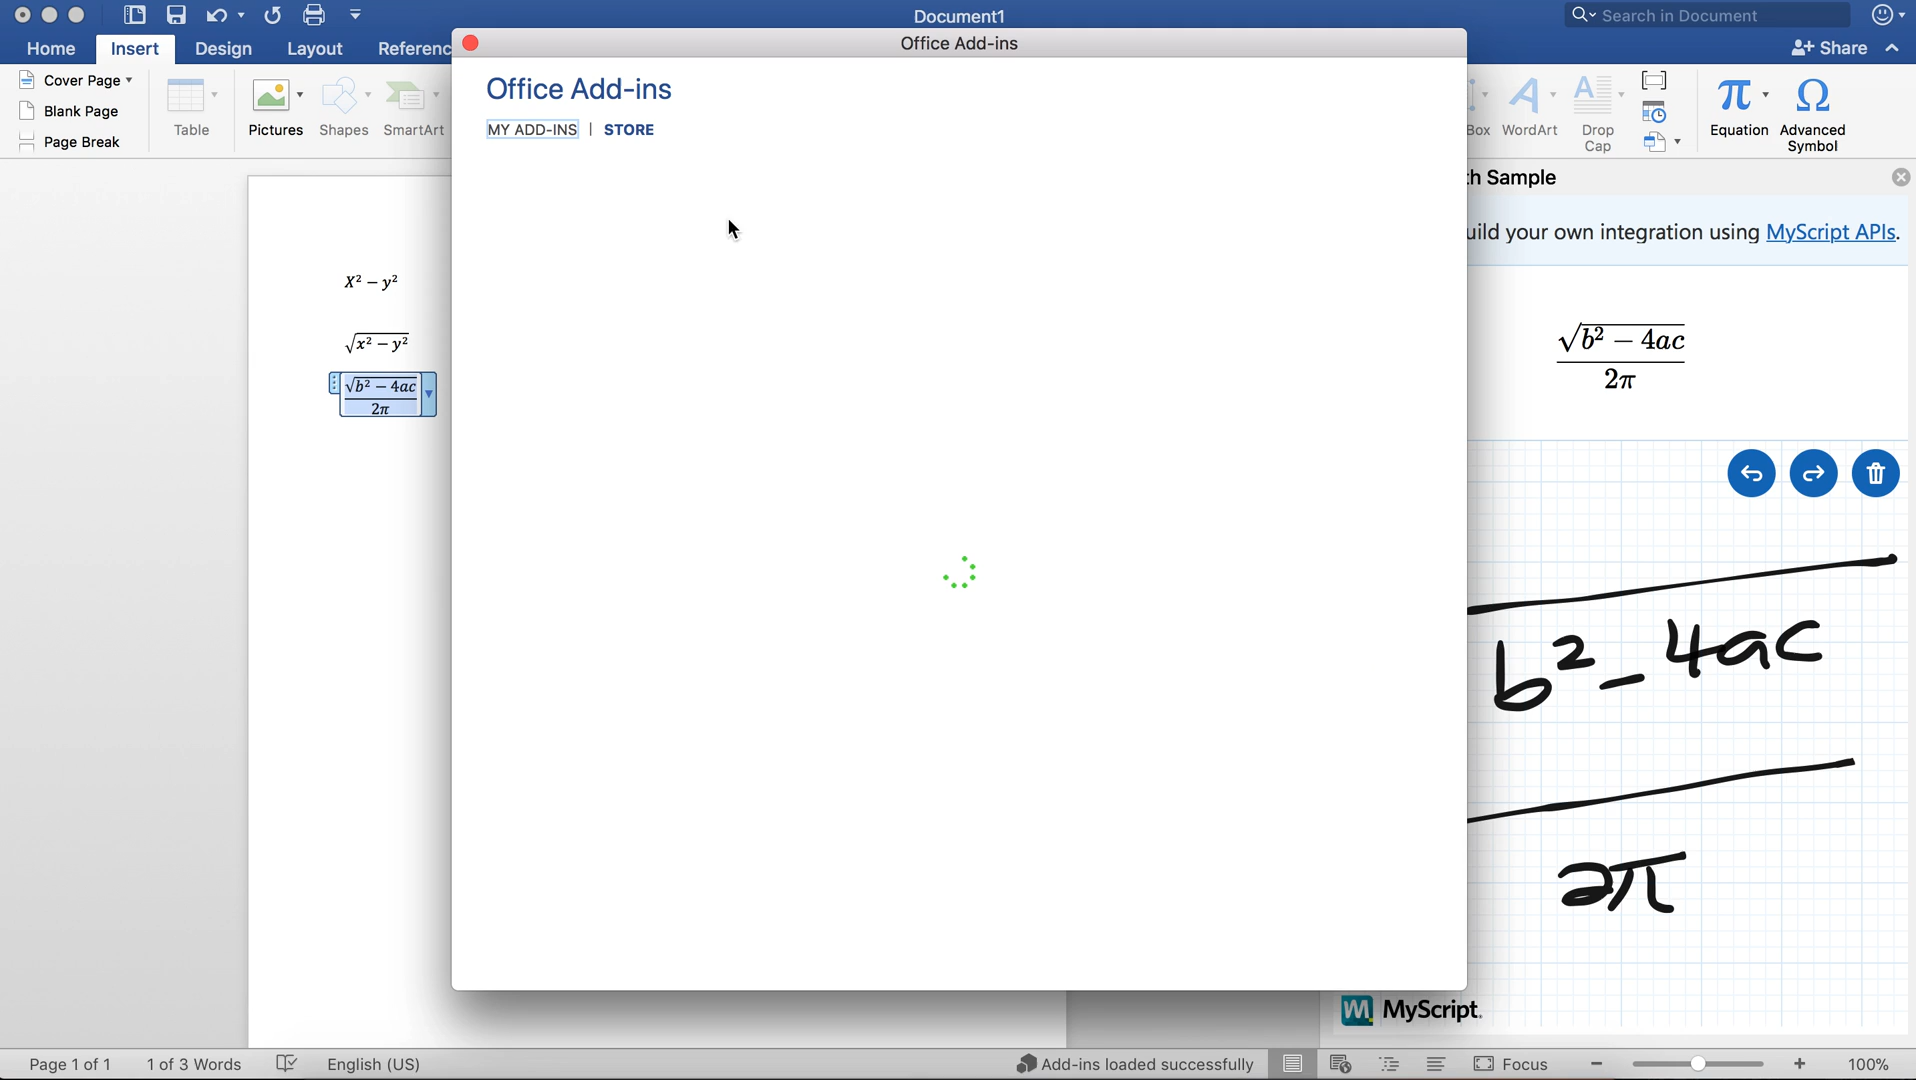 Document1
Search in Document
Home Insert Design Layout Referenc
Share
Office Add-ins
Cover Page
Blank Page
Page Break
Table
Pictures
Shapes
SmartArt
Box
WordArt
Drop
Cap
π
Equation
Ω
Advanced
Symbol
Office Add-ins
MY ADD-INS | STORE
X² − y²
√x² − y²
√b² − 4ac
2π
th Sample
uild your own integration using MyScript APIs.
√b² − 4ac
2π
b² - 4ac
2π
MyScript.
Page 1 of 1 1 of 3 Words English (US) Add-ins loaded successfully Focus 100%